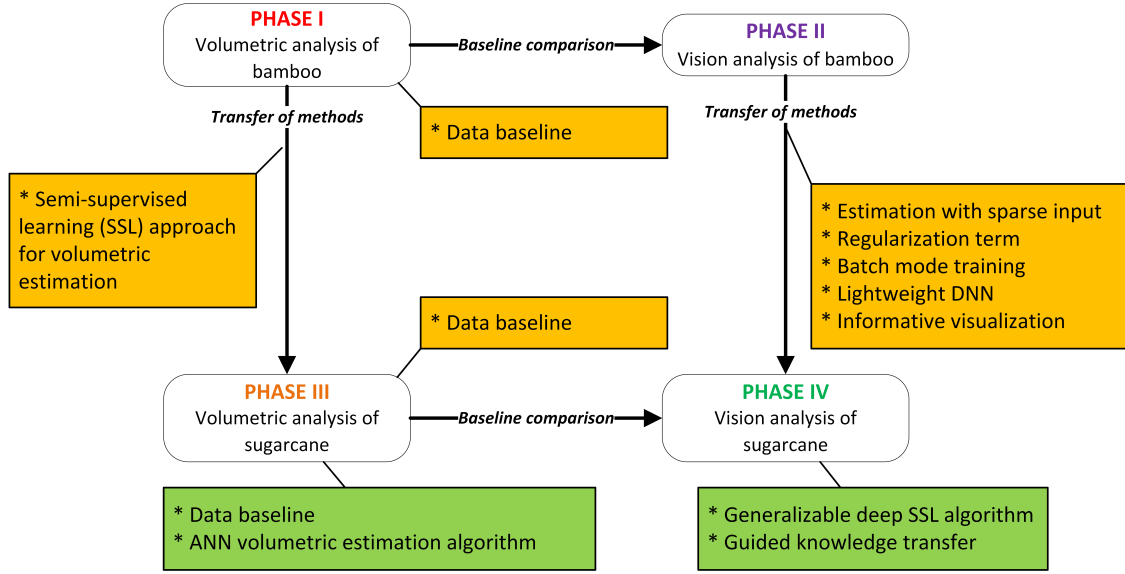 PHASE I
Volumetric analysis of
bamboo
Baseline comparison
PHASE II
Vision analysis of bamboo
Transfer of methods
Transfer of methods
* Data baseline
* Semi-supervised
learning (SSL) approach
for volumetric
estimation
* Estimation with sparse input
* Regularization term
* Batch mode training
* Lightweight DNN
* Informative visualization
* Data baseline
PHASE III
Volumetric analysis of
sugarcane
Baseline comparison
PHASE IV
Vision analysis of
sugarcane
* Data baseline
* ANN volumetric estimation algorithm
* Generalizable deep SSL algorithm
* Guided knowledge transfer